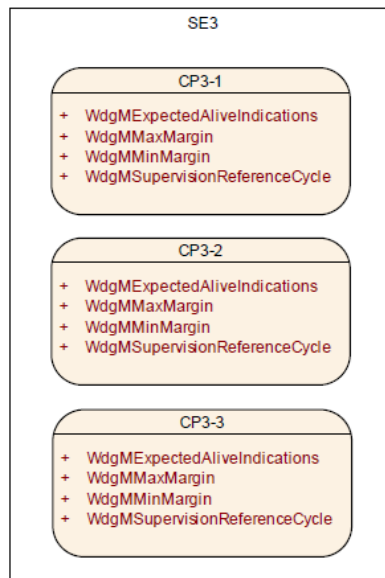 SE3
CP3-1
+ WdgMExpectedAliveIndications
+ WdgMMaxMargin
+ WdgMMinMargin
+ WdgMSupervisionReferenceCycle
CP3-2
+ WdgMExpectedAliveIndications
+ WdgMMaxMargin
+ WdgMMinMargin
+ WdgMSupervisionReferenceCycle
CP3-3
+ WdgMExpectedAliveIndications
+ WdgMMaxMargin
+ WdgMMinMargin
+ WdgMSupervisionReferenceCycle